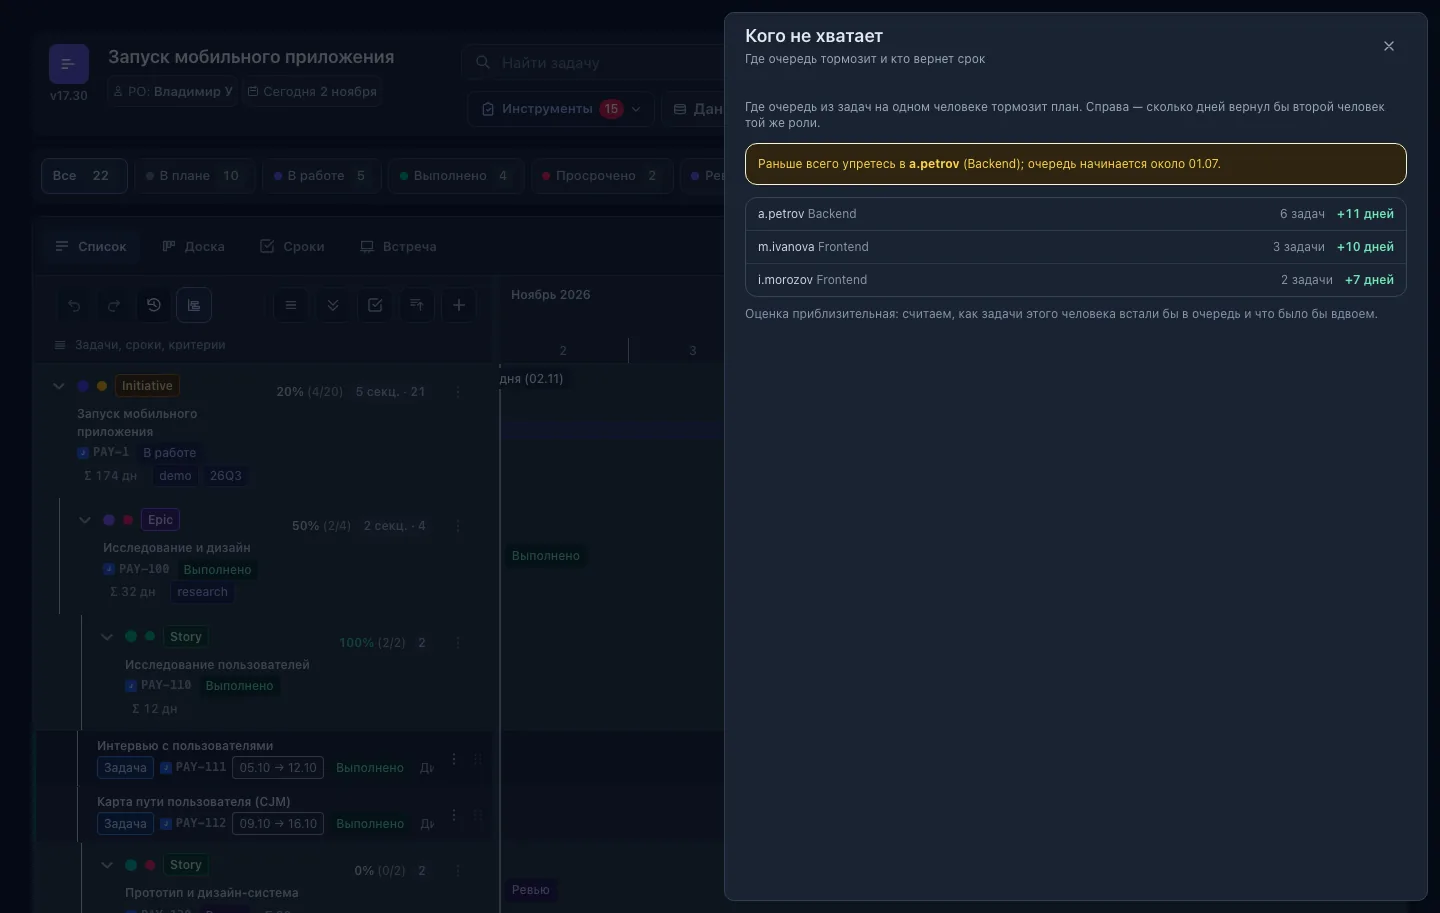 Запуск мобильного приложения
v17.30
РО: Владимир У
Сегодня 2 ноября
Найти задачу
Инструменты 15
Дан
Все 22
В плане 10
В работе 5
Выполнено 4
Просрочено 2
Список
Доска
Сроки
Встреча
Ноябрь 2026
Задачи, сроки, критерии
2
3
дня (02.11)
Initiative
20% (4/20) 5 секц. · 21
Запуск мобильного
приложения
PAY-1 В работе
Σ 174 дн demo 26Q3
Epic
50% (2/4) 2 секц. · 4
Исследование и дизайн
PAY-100 Выполнено
Σ 32 дн research
Выполнено
Story
100% (2/2) 2
Исследование пользователей
PAY-110 Выполнено
Σ 12 дн
Интервью с пользователями
Задача PAY-111 05.10 → 12.10 Выполнено
Карта пути пользователя (CJM)
Задача PAY-112 09.10 → 16.10 Выполнено
Story
0% (0/2) 2
Прототип и дизайн-система
Ревью
Кого не хватает
Где очередь тормозит и кто вернет срок
Где очередь из задач на одном человеке тормозит план. Справа — сколько дней вернул бы второй человек
той же роли.
Раньше всего упретесь в a.petrov (Backend); очередь начинается около 01.07.
a.petrov Backend 6 задач +11 дней
m.ivanova Frontend 3 задачи +10 дней
i.morozov Frontend 2 задачи +7 дней
Оценка приблизительная: считаем, как задачи этого человека встали бы в очередь и что было бы вдвоем.